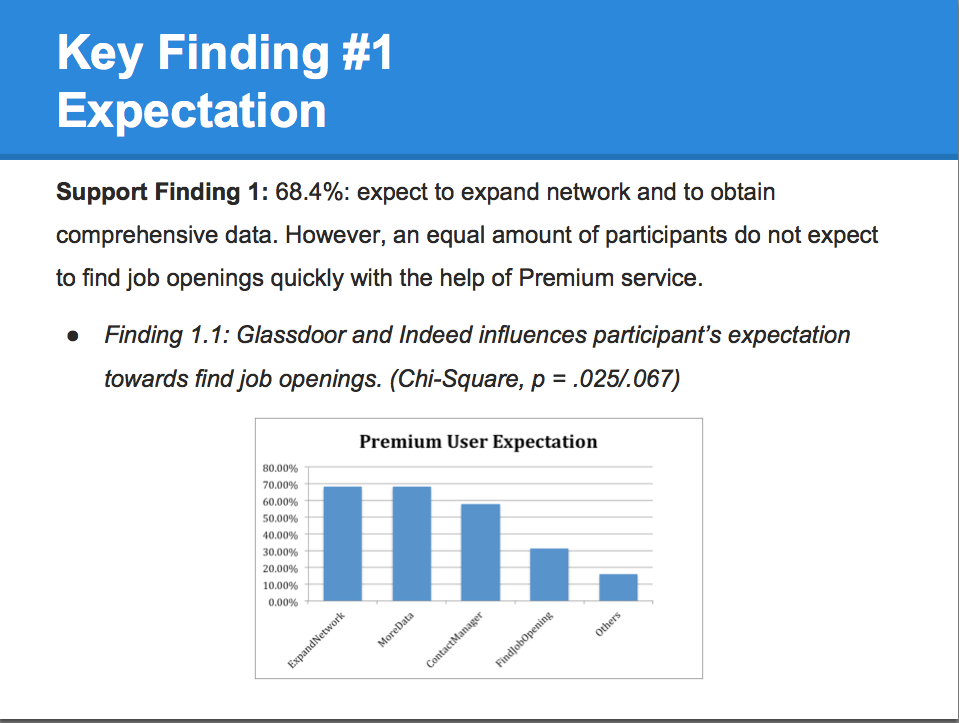 Key Finding #1
Expectation
Support Finding 1: 68.4%: expect to expand network and to obtain
comprehensive data. However, an equal amount of participants do not expect
to find job openings quickly with the help of Premium service.
● Finding 1.1: Glassdoor and Indeed influences participant’s expectation
towards find job openings. (Chi-Square, p = .025/.067)
Premium User Expectation
80.00%
70.00%
60.00%
50.00%
40.00%
30.00%
20.00%
10.00%
0.00%
ExpandNetwork
MoreData
ContactManager
FindJobOpening
Others